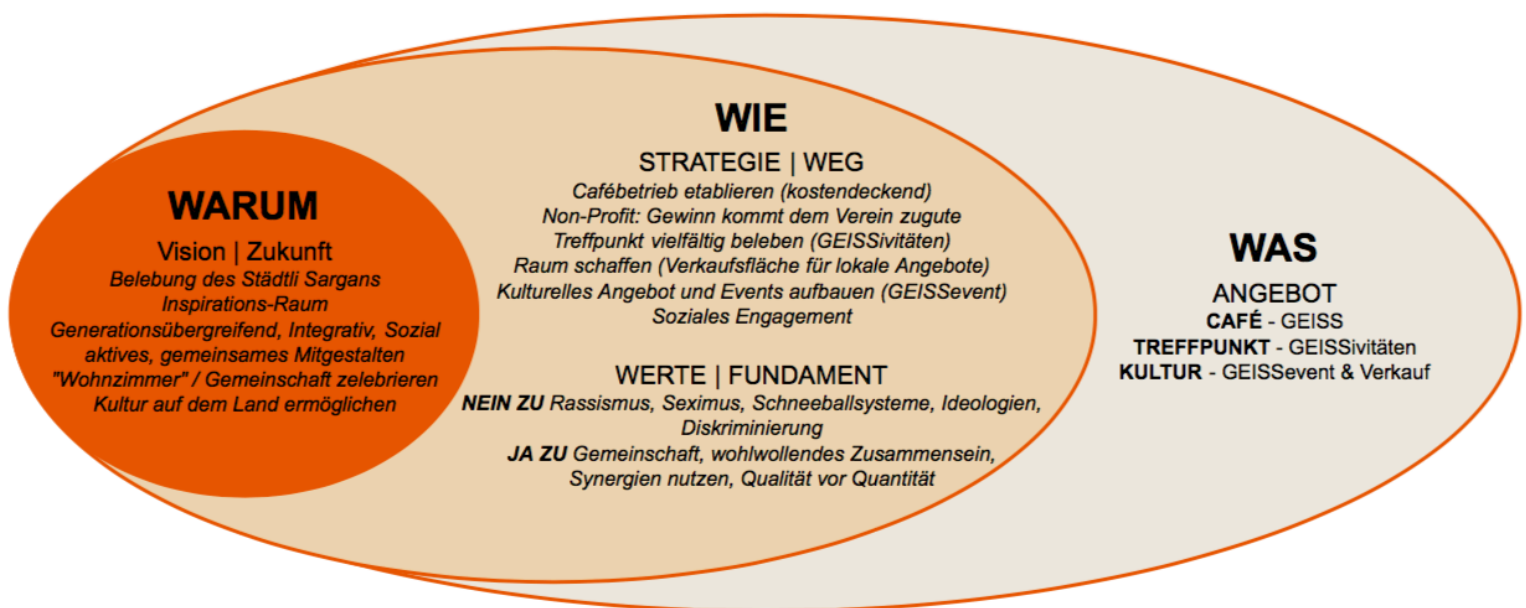 WARUM
Vision | Zukunft
Belebung des Städtli Sargans
Inspirations-Raum
Generationsübergreifend, Integrativ, Sozial
aktives, gemeinsames Mitgestalten
"Wohnzimmer" / Gemeinschaft zelebrieren
Kultur auf dem Land ermöglichen
WIE
STRATEGIE | WEG
Cafébetrieb etablieren (kostendeckend)
Non-Profit: Gewinn kommt dem Verein zugute
Treffpunkt vielfältig beleben (GEISSivitäten)
Raum schaffen (Verkaufsfläche für lokale Angebote)
Kulturelles Angebot und Events aufbauen (GEISSevent)
Soziales Engagement
WERTE | FUNDAMENT
NEIN ZU Rassismus, Seximus, Schneeballsysteme, Ideologien,
Diskriminierung
JA ZU Gemeinschaft, wohlwollendes Zusammensein,
Synergien nutzen, Qualität vor Quantität
WAS
ANGEBOT
CAFÉ - GEISS
TREFFPUNKT - GEISSivitäten
KULTUR - GEISSevent & Verkauf